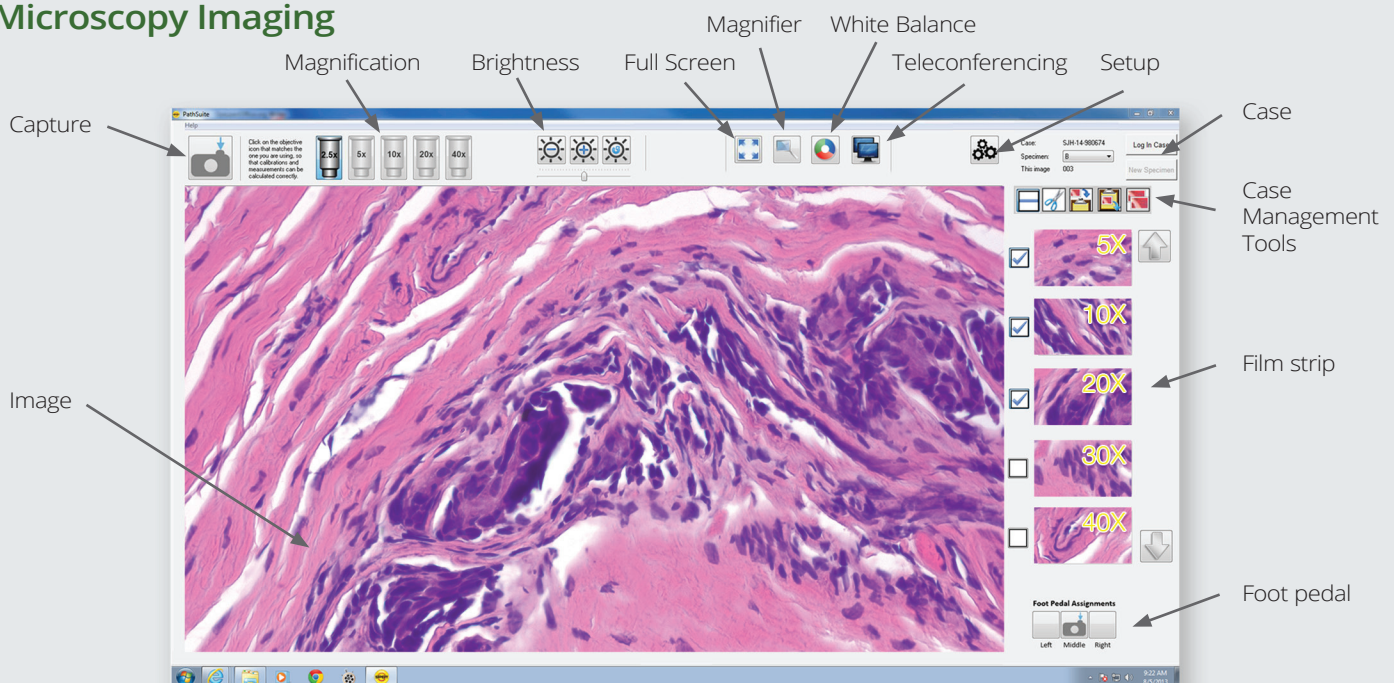 Microscopy Imaging
Magnifier
White Balance
Magnification
Brightness
Full Screen
Teleconferencing
Setup
Capture
Case
PathSuite
Help
Click on the objective
icon that matches the
one you are using, so
that calibrations and
measurements can be
calculated correctly.
2.5x
5x
10x
20x
40x
Case:
SJH-14-980674
Specimen:
B
This image
003
Log In Case
New Specimen
Case
Management
Tools
5X
10X
20X
30X
40X
Film strip
Image
Foot pedal
Foot Pedal Assignments
Left
Middle
Right
9:22 AM
8/5/2013